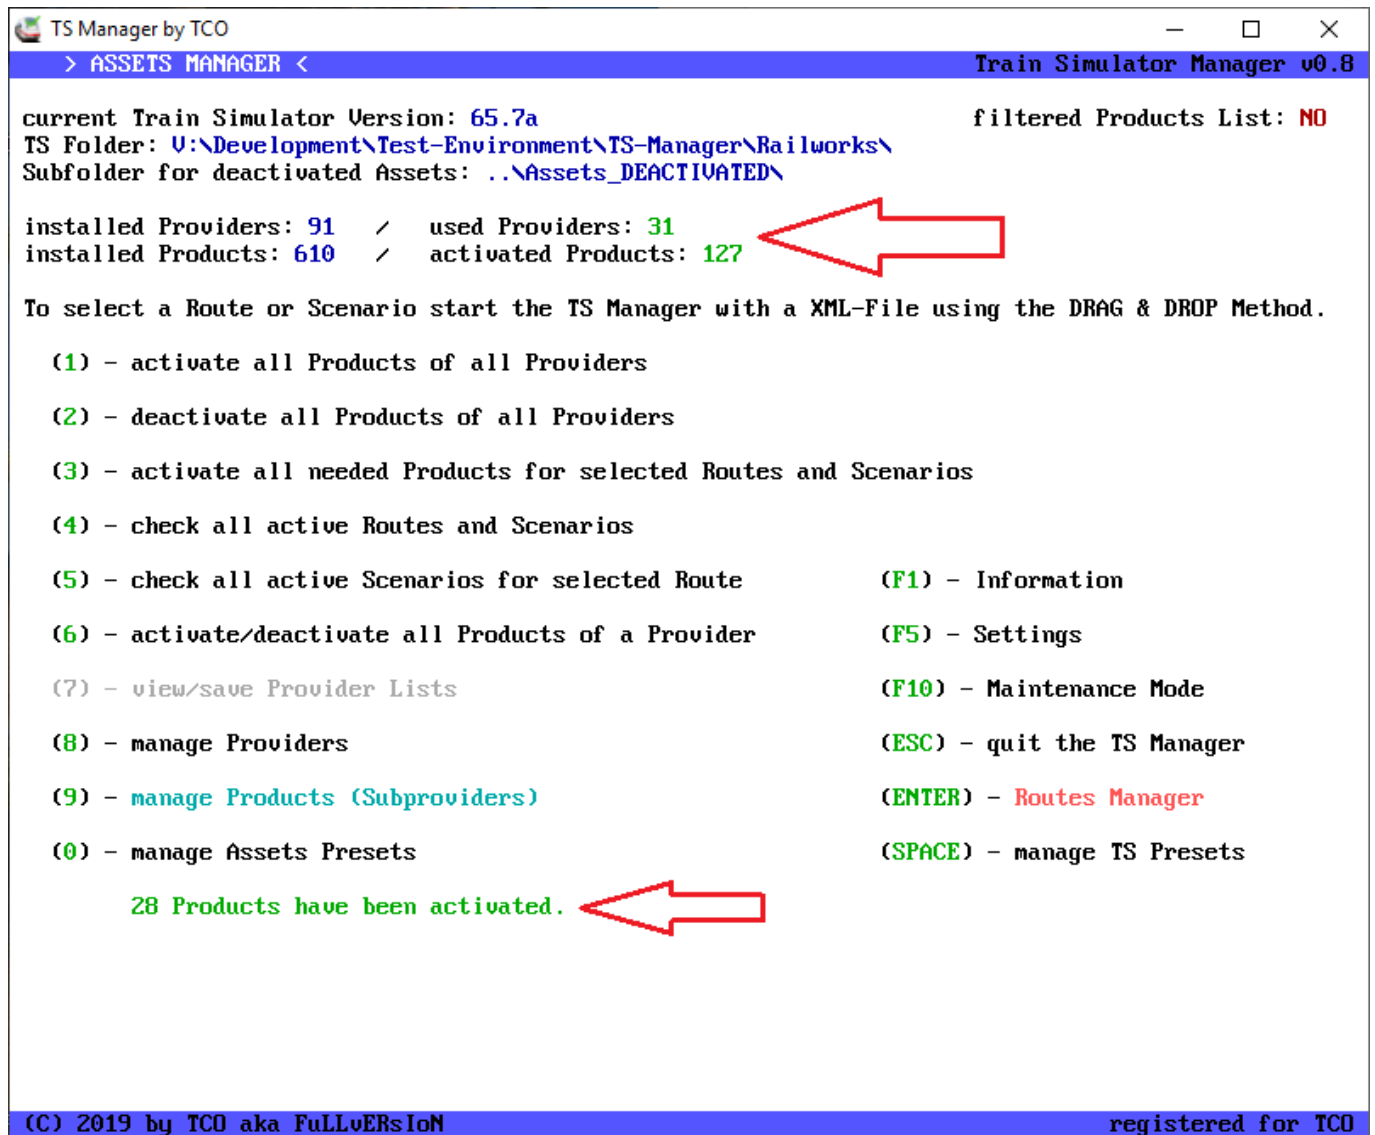 TS Manager by TCO
> ASSETS MANAGER < Train Simulator Manager v0.8
current Train Simulator Version: 65.7a filtered Products List: NO
TS Folder: V:\Development\Test-Environment\TS-Manager\Railworks\
Subfolder for deactivated Assets: ..\Assets_DEACTIVATED\
installed Providers: 91 / used Providers: 31
installed Products: 610 / activated Products: 127
To select a Route or Scenario start the TS Manager with a XML-File using the DRAG & DROP Method.
(1) - activate all Products of all Providers
(2) - deactivate all Products of all Providers
(3) - activate all needed Products for selected Routes and Scenarios
(4) - check all active Routes and Scenarios
(5) - check all active Scenarios for selected Route (F1) - Information
(6) - activate/deactivate all Products of a Provider (F5) - Settings
(7) - view/save Provider Lists (F10) - Maintenance Mode
(8) - manage Providers (ESC) - quit the TS Manager
(9) - manage Products (Subproviders) (ENTER) - Routes Manager
(0) - manage Assets Presets (SPACE) - manage TS Presets
28 Products have been activated.
(C) 2019 by TCO aka FuLLvERsIoN registered for TCO